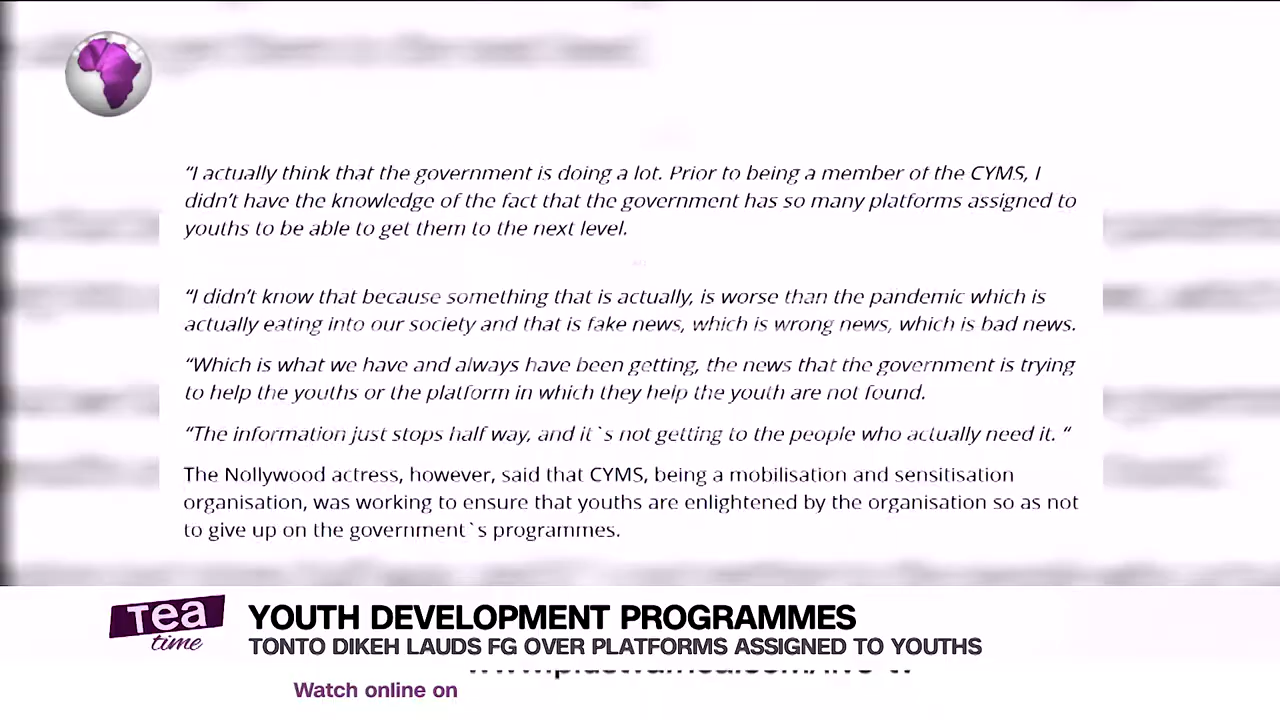 “I actually think that the government is doing a lot. Prior to being a member of the CYMS, I
didn’t have the knowledge of the fact that the government has so many platforms assigned to
youths to be able to get them to the next level.
“I didn’t know that because something that is actually, is worse than the pandemic which is
actually eating into our society and that is fake news, which is wrong news, which is bad news.
“Which is what we have and always have been getting, the news that the government is trying
to help the youths or the platform in which they help the youth are not found.
“The information just stops half way, and it`s not getting to the people who actually need it. “
The Nollywood actress, however, said that CYMS, being a mobilisation and sensitisation
organisation, was working to ensure that youths are enlightened by the organisation so as not
to give up on the government`s programmes.
Tea
time
YOUTH DEVELOPMENT PROGRAMMES
TONTO DIKEH LAUDS FG OVER PLATFORMS ASSIGNED TO YOUTHS
Watch online on